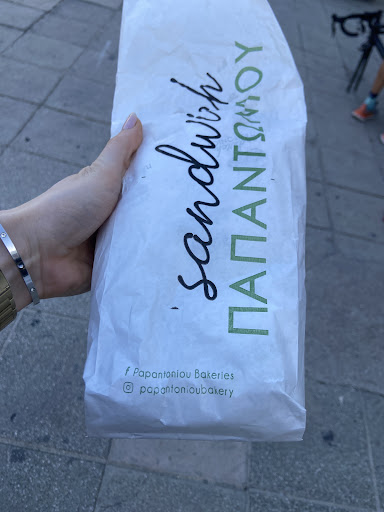 sandwich
ΠΑΠΑΝΤΩΝΙΟΥ
f Papantoniou Bakeries
papantonioubakery